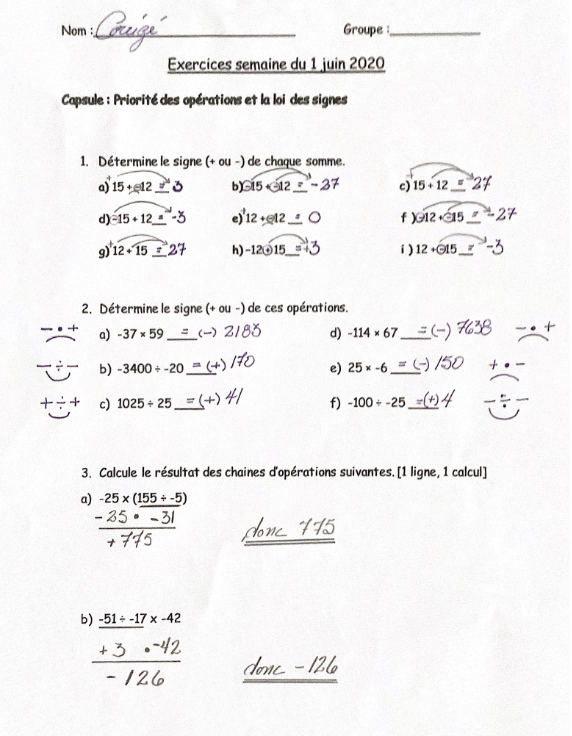 Nom : Corrigé Groupe :
Exercices semaine du 1 juin 2020
Capsule : Priorité des opérations et la loi des signes
1. Détermine le signe (+ ou -) de chaque somme.
a) +15 + -12 = 3 b) -15 + -12 = -27 c) +15 + 12 = 27
d) -15 + 12 = -3 e) +12 + -12 = 0 f ) -12 + -15 = -27
g) +12 + 15 = 27 h) -12 + 15 = +3 i ) 12 + -15 = -3
2. Détermine le signe (+ ou -) de ces opérations.
- • + a) -37 × 59 = (-) 2183 d) -114 × 67 = (-) 7638 - • +
- ÷ - b) -3400 ÷ -20 = (+) 170 e) 25 × -6 = (-) 150 + • -
+ ÷ + c) 1025 ÷ 25 = (+) 41 f) -100 ÷ -25 = (+) 4 - ÷ -
3. Calcule le résultat des chaines d'opérations suivantes. [1 ligne, 1 calcul]
a) -25 × (155 ÷ -5)
-25 • -31
+775 donc 775
b) -51 ÷ -17 × -42
+3 • -42
-126 donc -126